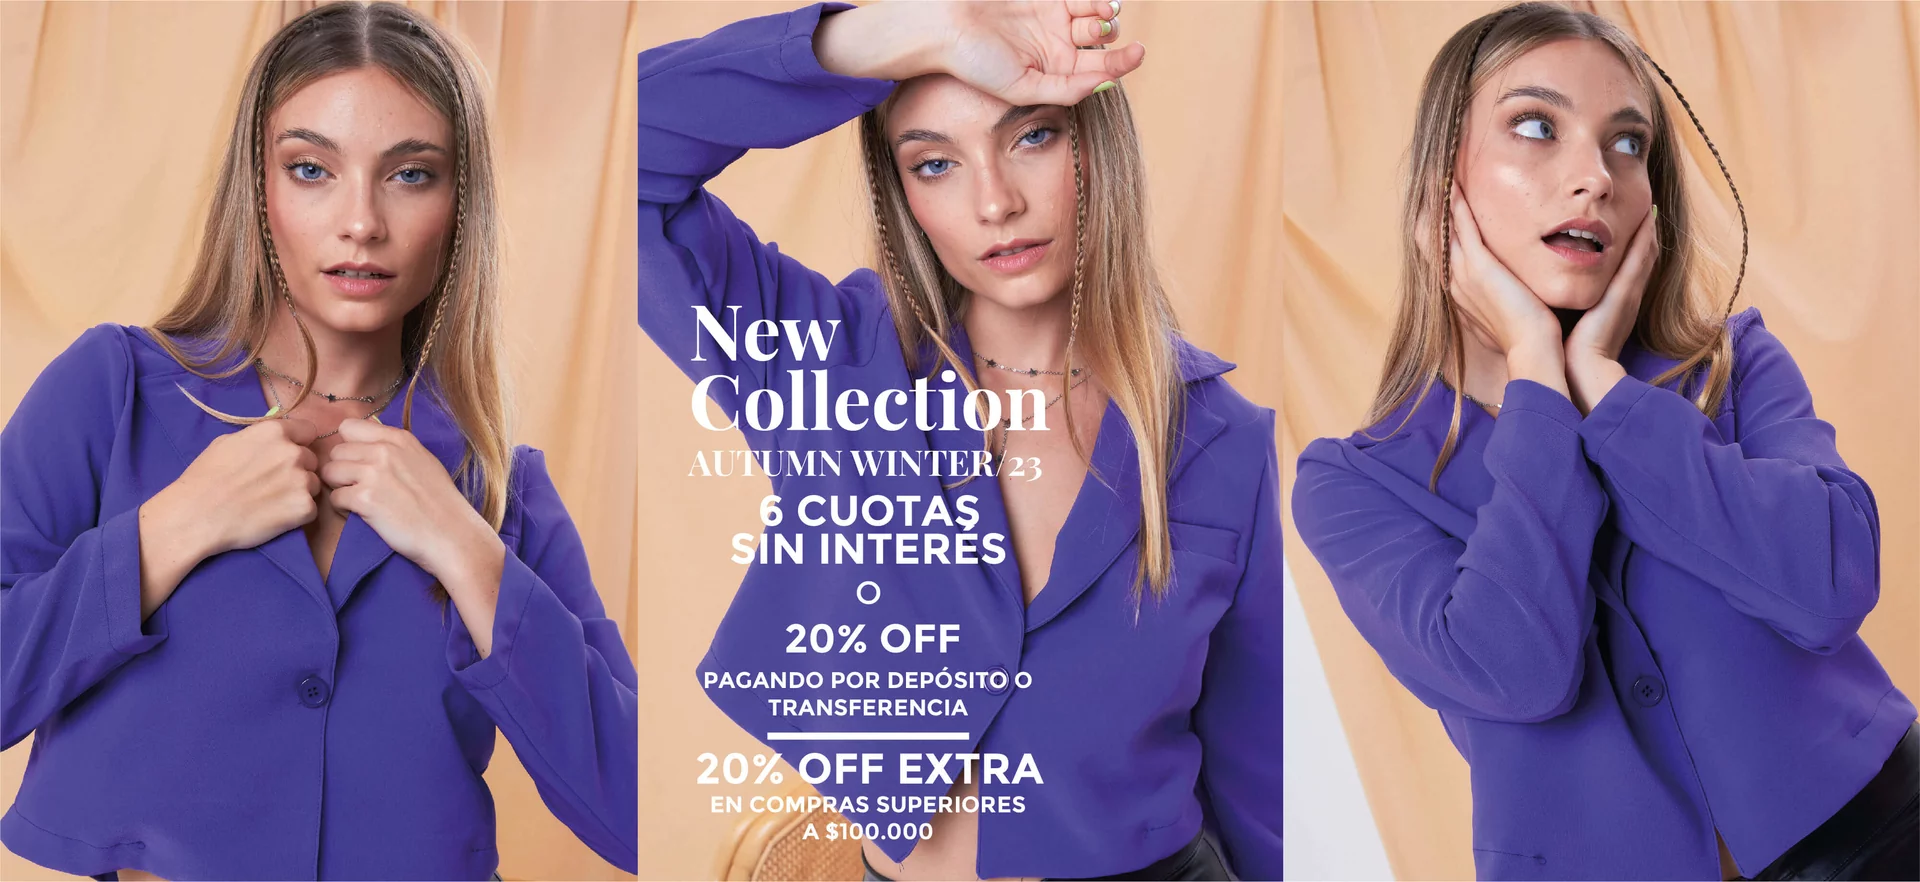 New
Collection
AUTUMN WINTER/23
6 CUOTAS
SIN INTERÉS
O
20% OFF
PAGANDO POR DEPÓSITO O
TRANSFERENCIA
20% OFF EXTRA
EN COMPRAS SUPERIORES
A $100.000